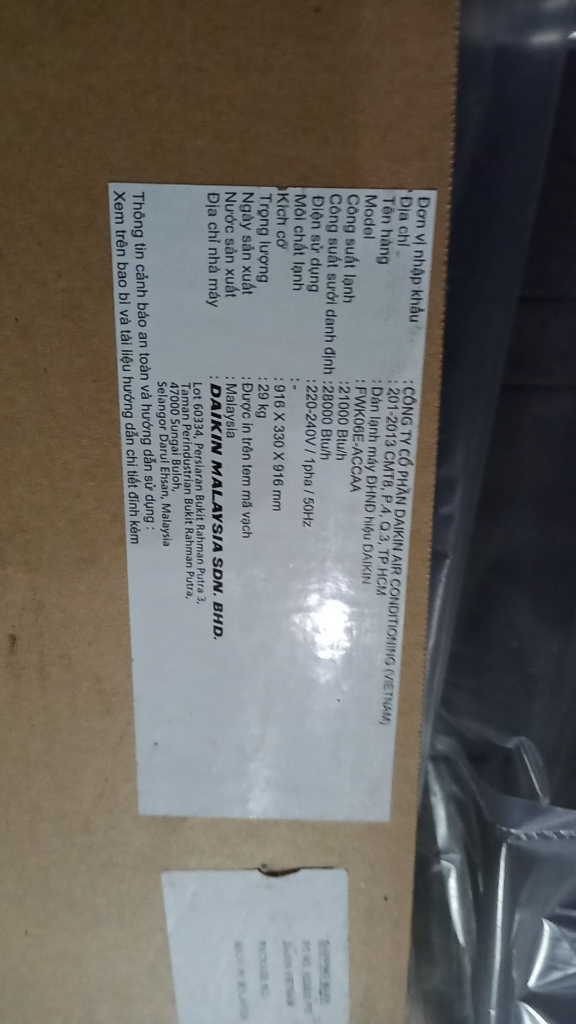 Đơn vị nhập khẩu : CÔNG TY CỔ PHẦN DAIKIN AIR CONDITIONING (VIETNAM)
Địa chỉ : 201-2013 CMT8, P.4, Q.3, TP.HCM
Tên hàng : Dàn lạnh máy ĐHNĐ hiệu DAIKIN
Model : FWK06E-ACCAA
Công suất lạnh : 21000 Btu/h
Công suất sưởi danh định : 28000 Btu/h
Điện sử dụng : 220-240V / 1pha / 50Hz
Môi chất lạnh : -
Kích cỡ : 916 X 330 X 916 mm
Trọng lượng : 29 kg
Ngày sản xuất : Được in trên tem mã vạch
Nước sản xuất : Malaysia
Địa chỉ nhà máy : DAIKIN MALAYSIA SDN. BHD.
Lot 60334, Persiaran Bukit Rahman Putra 3,
Taman Perindustrian Bukit Rahman Putra,
47000 Sungai Buloh,
Selangor Darul Ehsan, Malaysia
Thông tin cảnh báo an toàn và hướng dẫn sử dụng :
Xem trên bao bì và tài liệu hướng dẫn chi tiết đính kèm